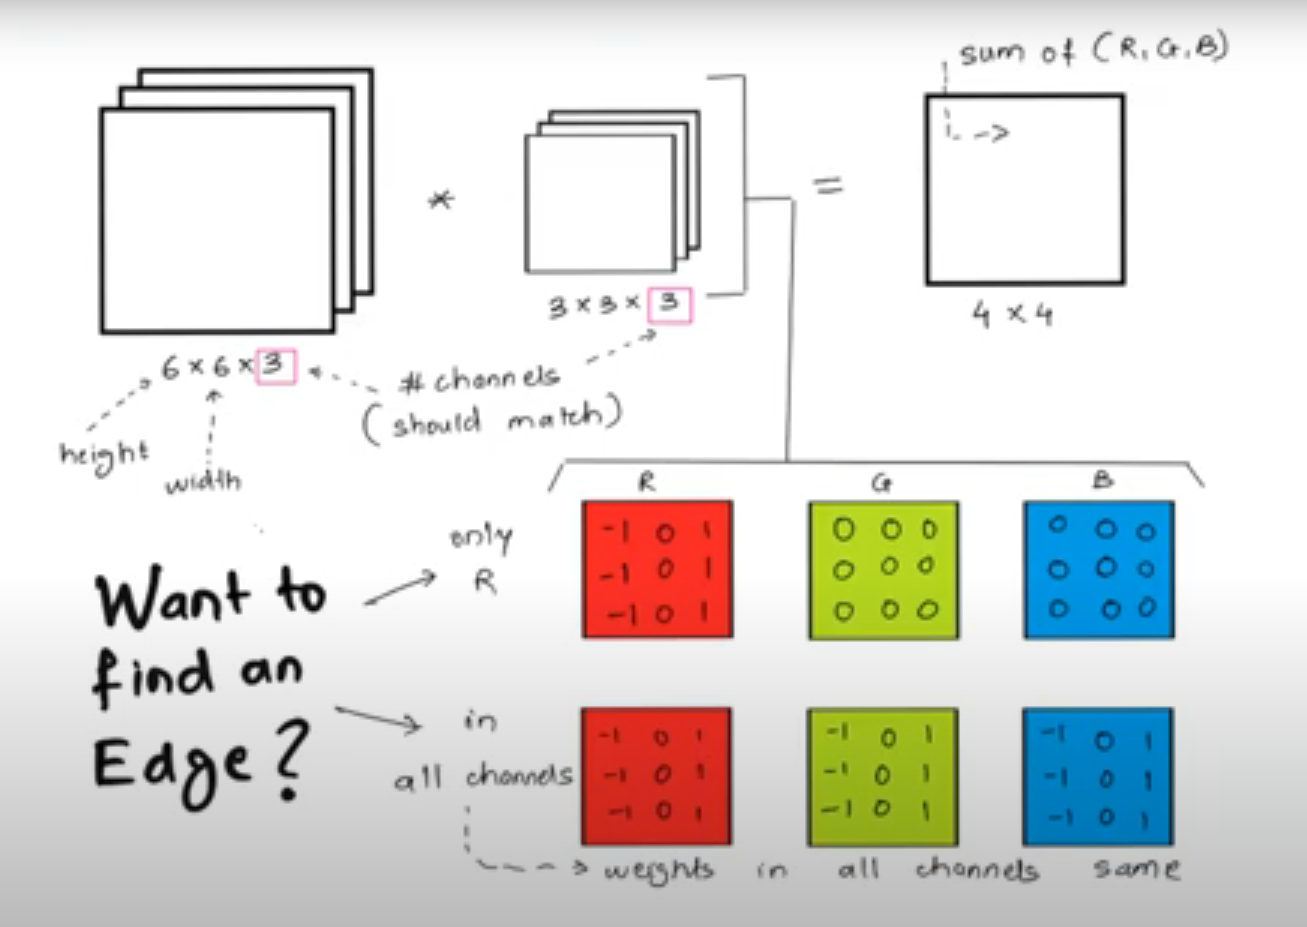 sum of (R, G, B)
*
=
3 × 3 × 3
4 × 4
6 × 6 × 3
# channels
(should match)
height
width
R G B
only
R
-1 0 1
-1 0 1
-1 0 1
0 0 0
0 0 0
0 0 0
0 0 0
0 0 0
0 0 0
Want to
find an
Edge?
in
all channels
-1 0 1
-1 0 1
-1 0 1
-1 0 1
-1 0 1
-1 0 1
-1 0 1
-1 0 1
-1 0 1
weights in all channels same